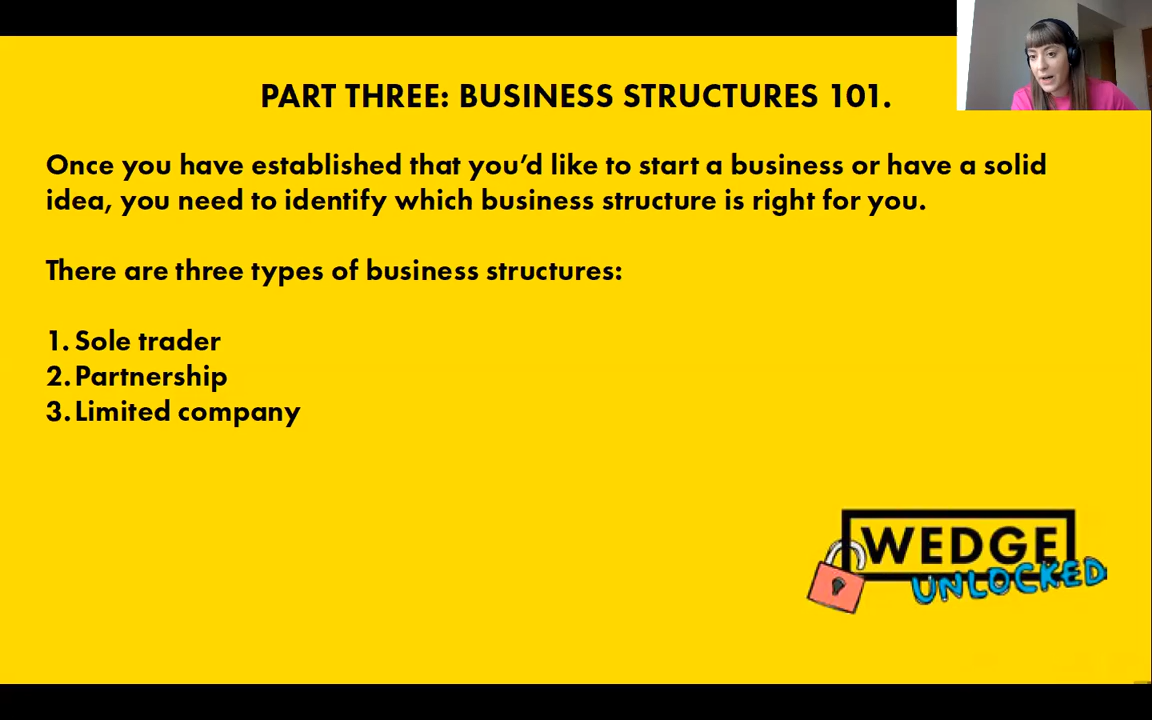 PART THREE: BUSINESS STRUCTURES 101.
Once you have established that you’d like to start a business or have a solid
idea, you need to identify which business structure is right for you.
There are three types of business structures:
1. Sole trader
2. Partnership
3. Limited company
WEDGE
UNLOCKED